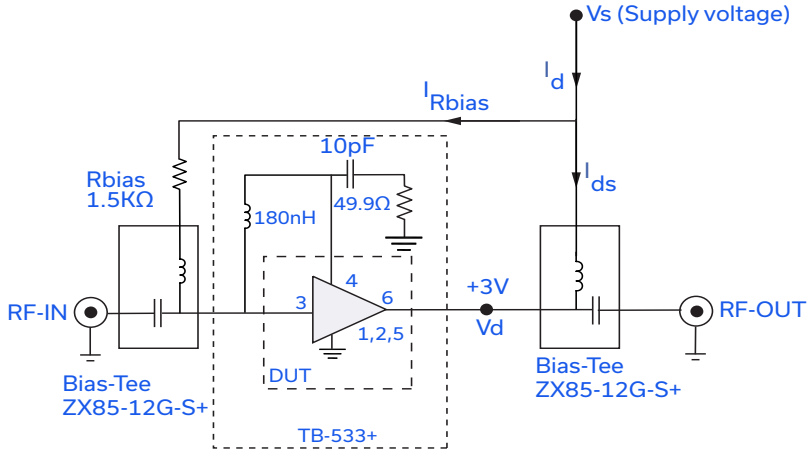 Vs (Supply voltage)
Id
IRbias
10pF
Rbias
1.5KΩ
Ids
180nH
49.9Ω
4
+3V
3
6
RF-IN
RF-OUT
1,2,5
Vd
DUT
Bias-Tee
ZX85-12G-S+
Bias-Tee
ZX85-12G-S+
TB-533+